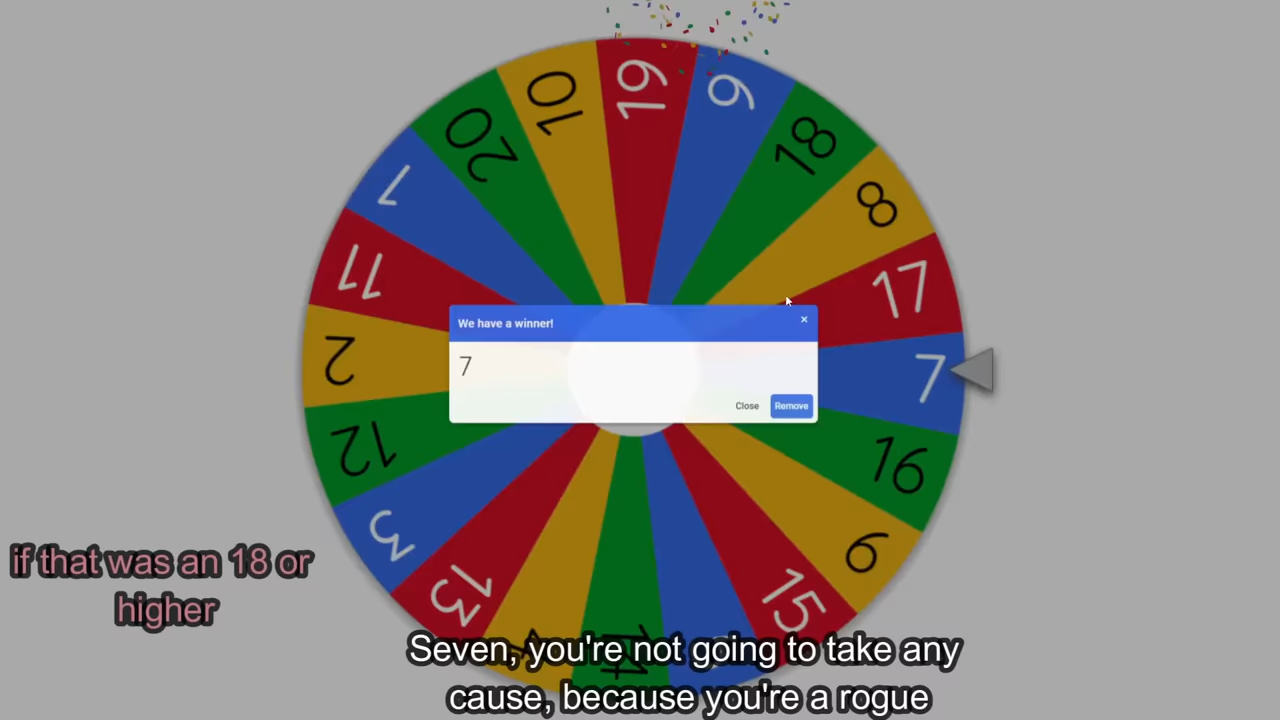 19
9
18
8
17
7
16
6
15
14
13
3
12
2
11
1
20
10
We have a winner!
×
7
Close
Remove
if that was an 18 or
higher
Seven, you're not going to take any
cause, because you're a rogue